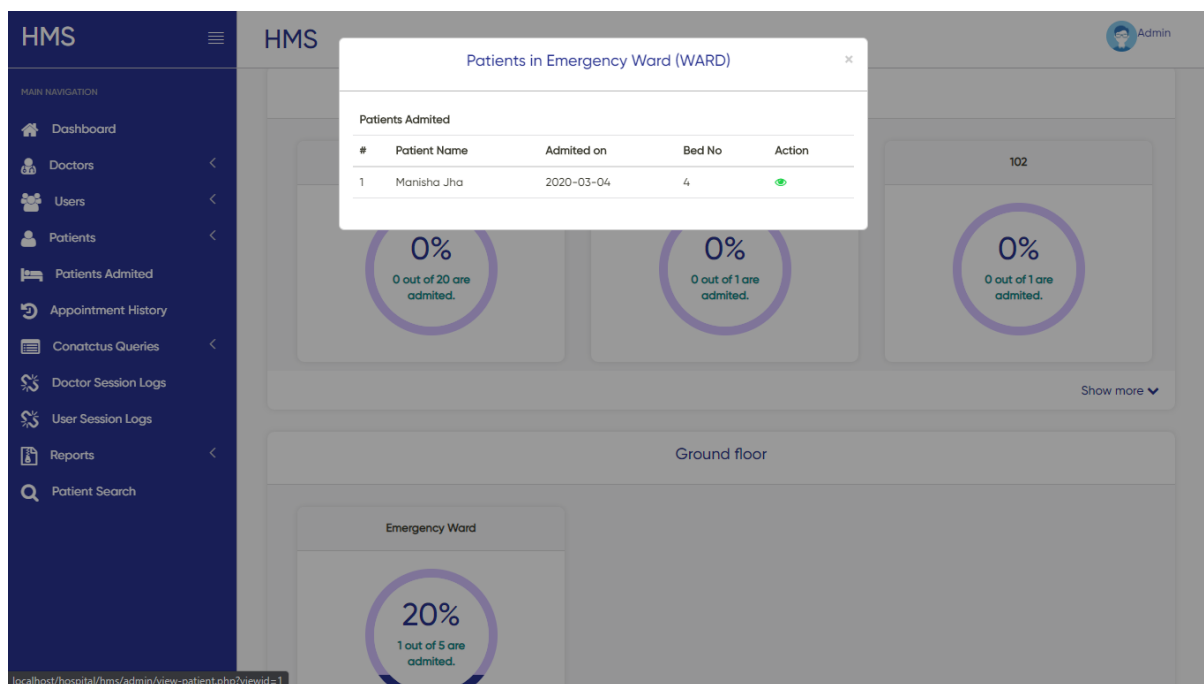 HMS
MAIN NAVIGATION
Dashboard
Doctors
Users
Patients
Patients Admited
Appointment History
Conatctus Queries
Doctor Session Logs
User Session Logs
Reports
Patient Search
HMS
Admin
Patients in Emergency Ward (WARD) ×
Patients Admited
# Patient Name Admited on Bed No Action
1 Manisha Jha 2020-03-04 4
102
0%
0 out of 20 are
admited.
0%
0 out of 1 are
admited.
0%
0 out of 1 are
admited.
Show more
Ground floor
Emergency Ward
20%
1 out of 5 are
admited.
localhost/hospital/hms/admin/view-patient.php?viewid=1